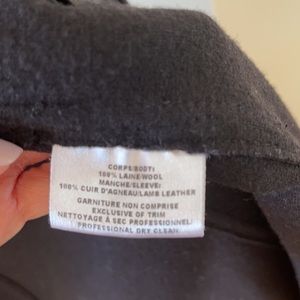 CORPS/BODY:
100% LAINE/WOOL
MANCHE/SLEEVE:
100% CUIR D'AGNEAU/LAMB LEATHER
GARNITURE NON COMPRISE
EXCLUSIVE OF TRIM
NETTOYAGE À SEC PROFESSIONNEL/
PROFESSIONAL DRY CLEAN